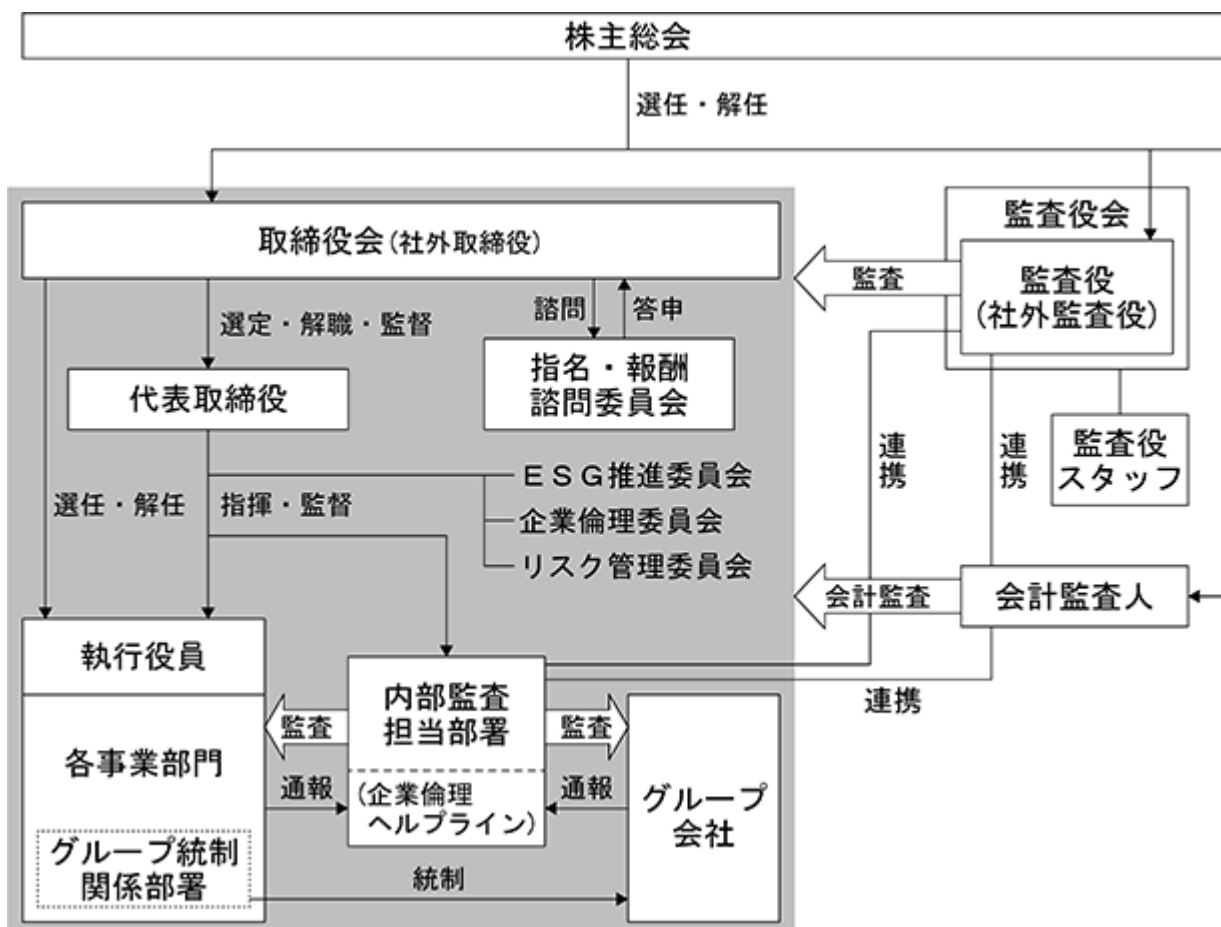 株主総会
選任・解任
取締役会(社外取締役)
監査役会
監査役
(社外監査役)
監査
選定・解職・監督
諮問
答申
代表取締役
指名・報酬
諮問委員会
監査役
スタッフ
連携
連携
選任・解任
指揮・監督
ESG推進委員会
企業倫理委員会
リスク管理委員会
会計監査
会計監査人
執行役員
内部監査
担当部署
連携
監査
監査
各事業部門
通報
(企業倫理
ヘルプライン)
通報
グループ
会社
グループ統制
関係部署
統制